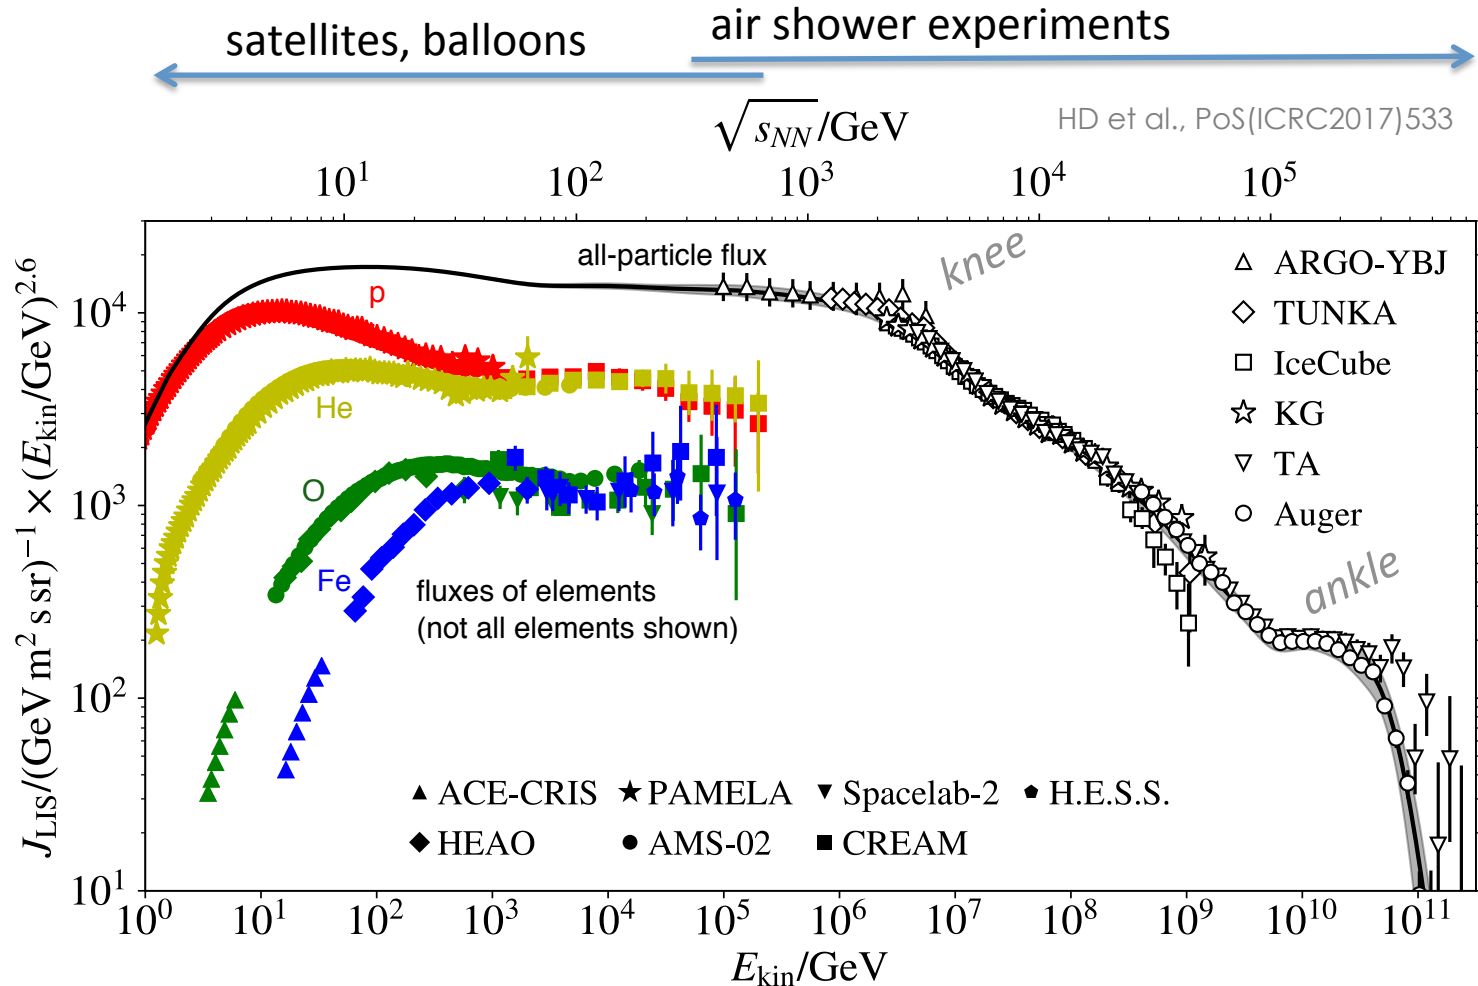 satellites, balloons
air shower experiments
√s_NN/GeV
HD et al., PoS(ICRC2017)533
10¹ 10² 10³ 10⁴ 10⁵
all-particle flux
knee
p
He
O
Fe
fluxes of elements
(not all elements shown)
ankle
ARGO-YBJ
TUNKA
IceCube
KG
TA
Auger
ACE-CRIS PAMELA Spacelab-2 H.E.S.S.
HEAO AMS-02 CREAM
J_LIS/(GeV m² s sr)⁻¹ × (E_kin/GeV)^2.6
10⁴
10³
10²
10¹
10⁰ 10¹ 10² 10³ 10⁴ 10⁵ 10⁶ 10⁷ 10⁸ 10⁹ 10¹⁰ 10¹¹
E_kin/GeV